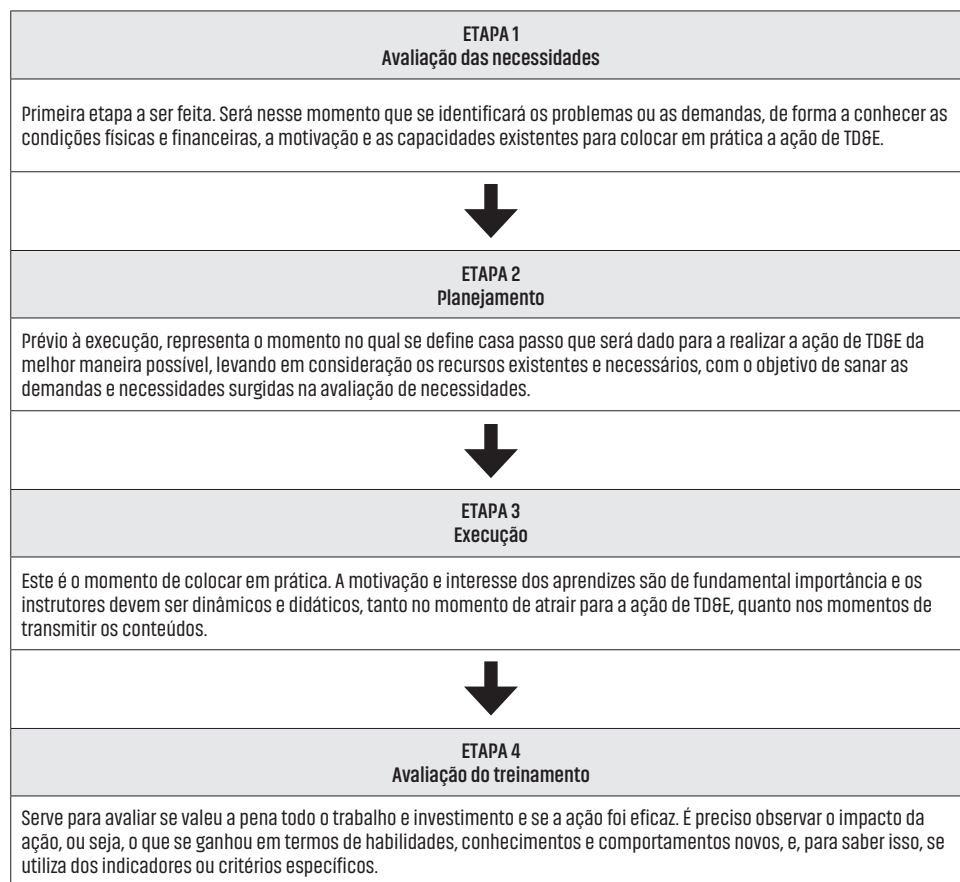 ETAPA 1
Avaliação das necessidades
Primeira etapa a ser feita. Será nesse momento que se identificará os problemas ou as demandas, de forma a conhecer as
condições físicas e financeiras, a motivação e as capacidades existentes para colocar em prática a ação de TD&E.
ETAPA 2
Planejamento
Prévio à execução, representa o momento no qual se define casa passo que será dado para a realizar a ação de TD&E da
melhor maneira possível, levando em consideração os recursos existentes e necessários, com o objetivo de sanar as
demandas e necessidades surgidas na avaliação de necessidades.
ETAPA 3
Execução
Este é o momento de colocar em prática. A motivação e interesse dos aprendizes são de fundamental importância e os
instrutores devem ser dinâmicos e didáticos, tanto no momento de atrair para a ação de TD&E, quanto nos momentos de
transmitir os conteúdos.
ETAPA 4
Avaliação do treinamento
Serve para avaliar se valeu a pena todo o trabalho e investimento e se a ação foi eficaz. É preciso observar o impacto da
ação, ou seja, o que se ganhou em termos de habilidades, conhecimentos e comportamentos novos, e, para saber isso, se
utiliza dos indicadores ou critérios específicos.